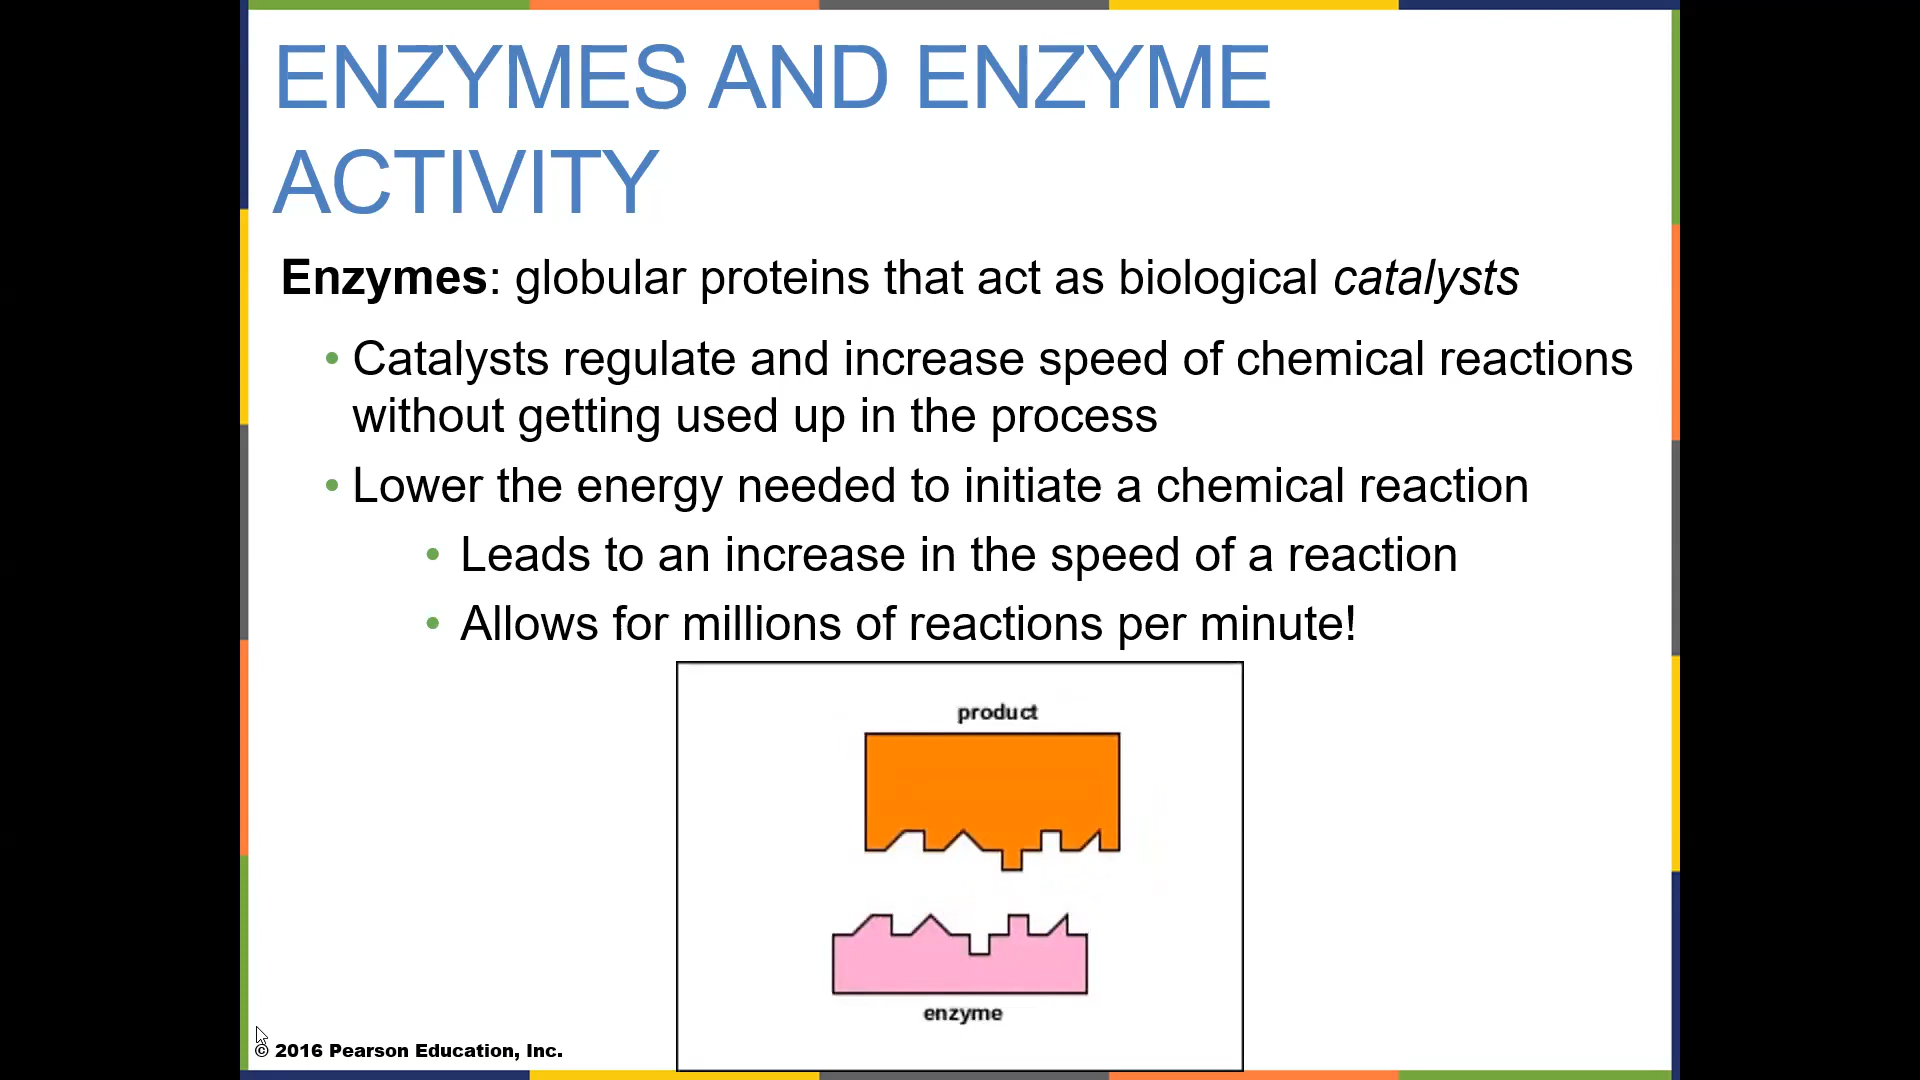 ENZYMES AND ENZYME
ACTIVITY
Enzymes: globular proteins that act as biological catalysts
• Catalysts regulate and increase speed of chemical reactions
without getting used up in the process
• Lower the energy needed to initiate a chemical reaction
• Leads to an increase in the speed of a reaction
• Allows for millions of reactions per minute!
product
enzyme
© 2016 Pearson Education, Inc.